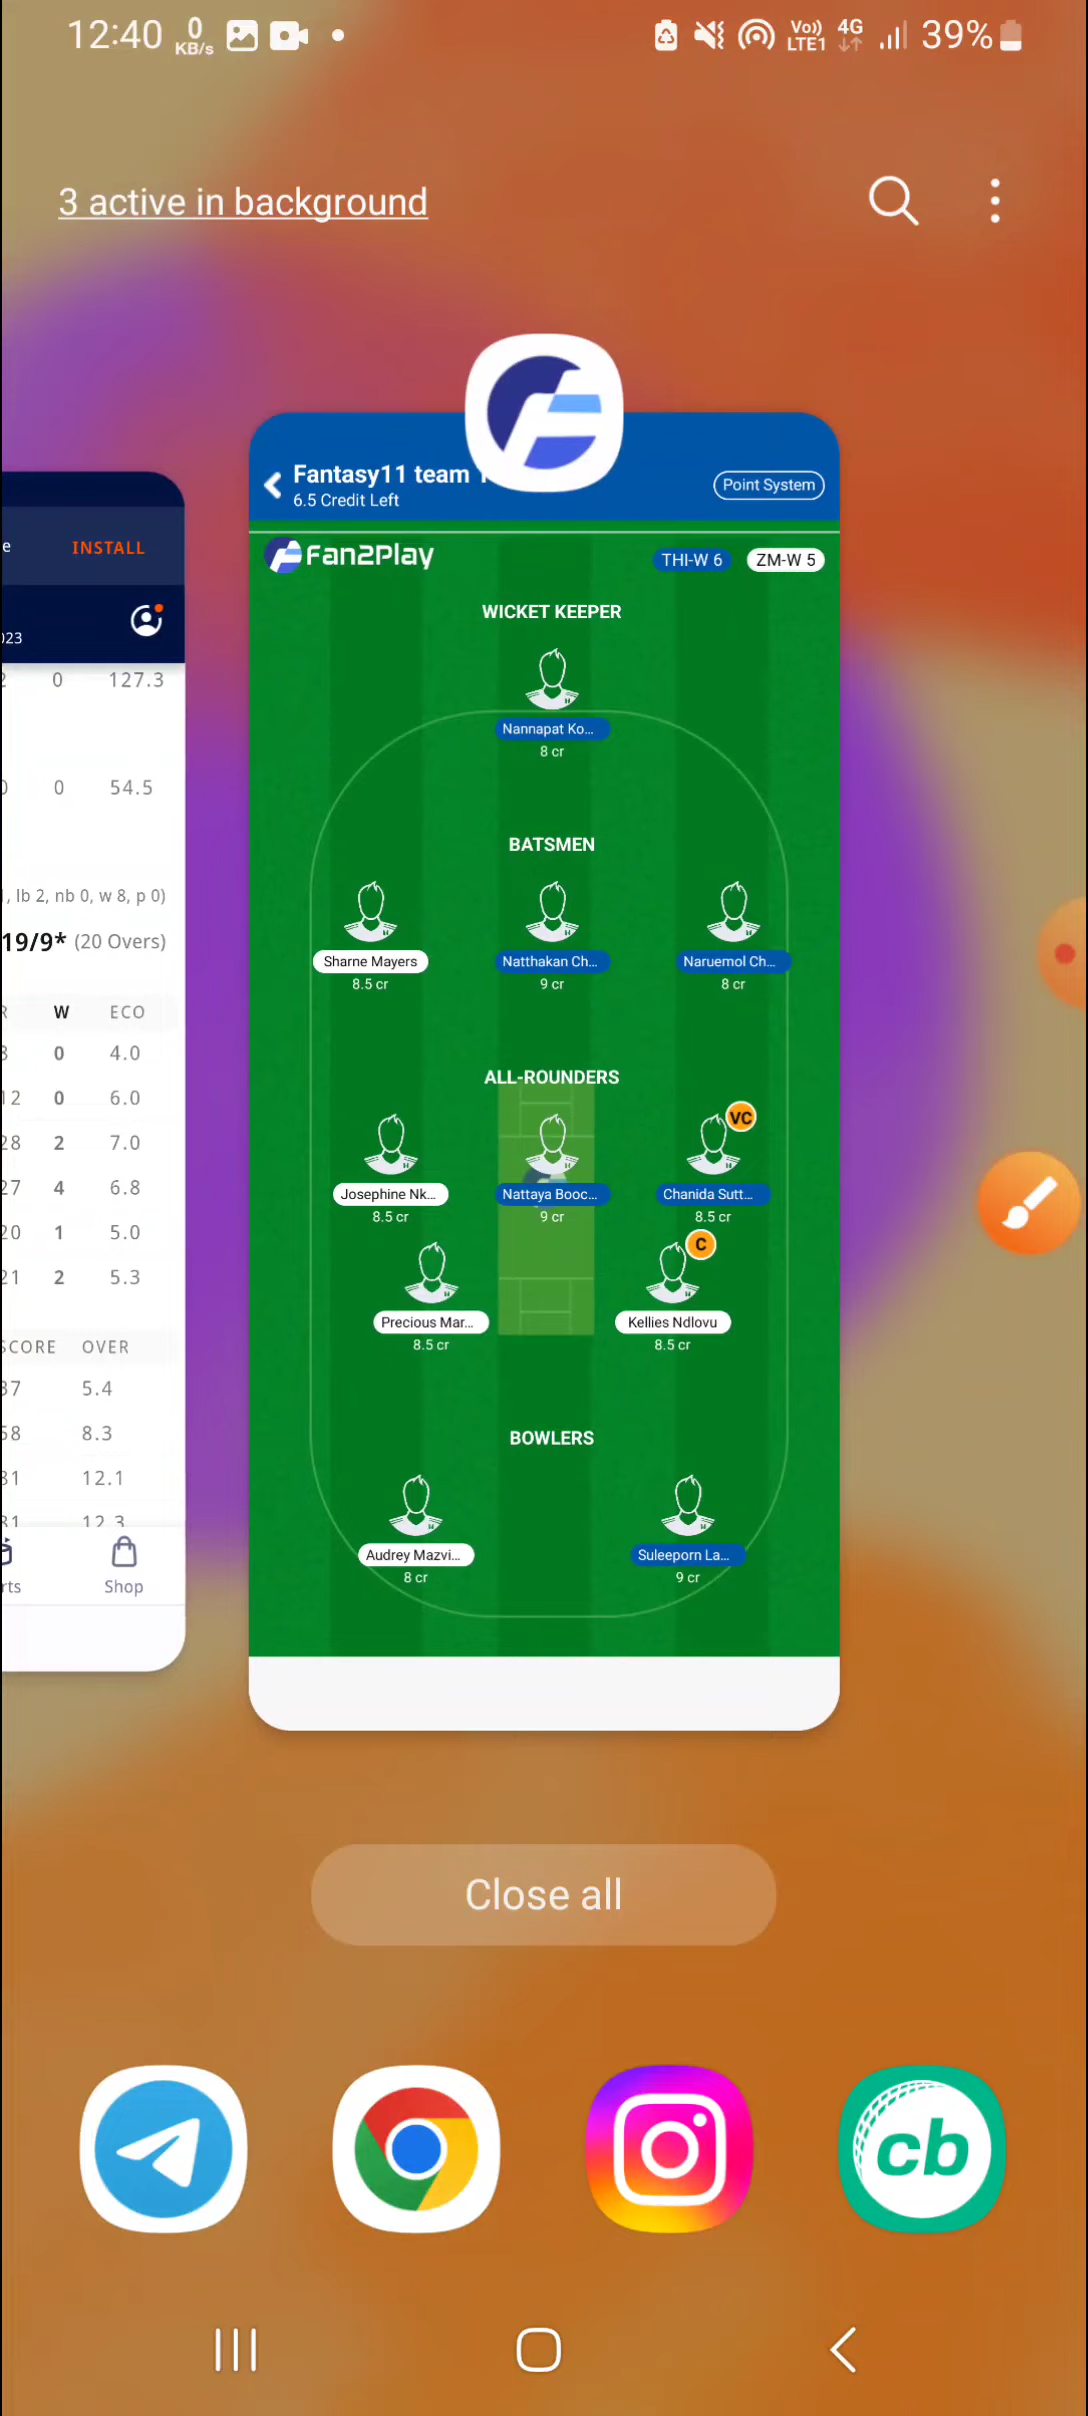 12:40 0 KB/s Vo)) LTE1 4G 39%
3 active in background
Fantasy11 team
6.5 Credit Left
Point System
e INSTALL
023
Fan2Play THI-W 6 ZM-W 5
WICKET KEEPER
Nannapat Ko...
8 cr
BATSMEN
Sharne Mayers Natthakan Ch... Naruemol Ch...
8.5 cr 9 cr 8 cr
ALL-ROUNDERS
VC
Josephine Nk... Nattaya Booc... Chanida Sutt...
8.5 cr 9 cr 8.5 cr
C
Precious Mar... Kellies Ndlovu
8.5 cr 8.5 cr
BOWLERS
Audrey Mazvi... Suleeporn La...
8 cr 9 cr
0 127.3
0 54.5
, lb 2, nb 0, w 8, p 0)
19/9* (20 Overs)
R W ECO
0 4.0
12 0 6.0
28 2 7.0
27 4 6.8
20 1 5.0
21 2 5.3
SCORE OVER
37 5.4
58 8.3
81 12.1
81 12.3
rts Shop
Close all
cb